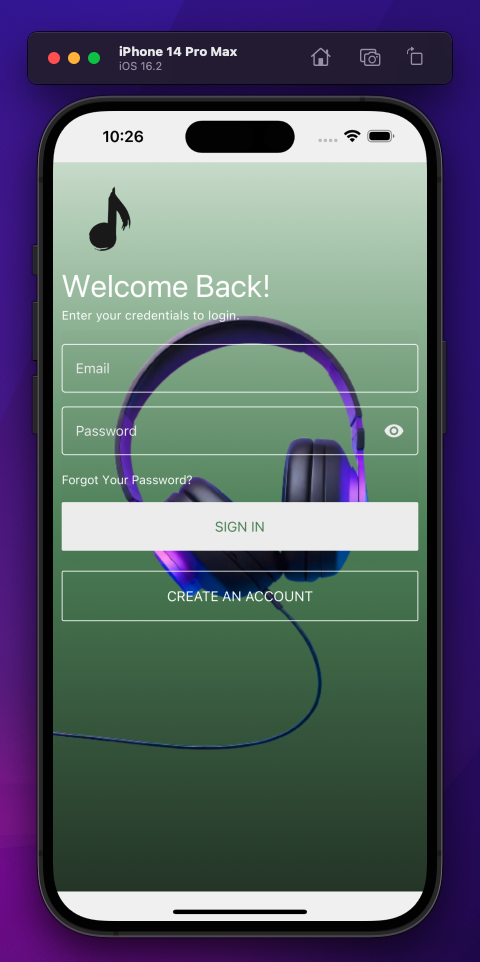 iPhone 14 Pro Max
iOS 16.2
10:26
Welcome Back!
Enter your credentials to login.
Email
Password
Forgot Your Password?
SIGN IN
CREATE AN ACCOUNT